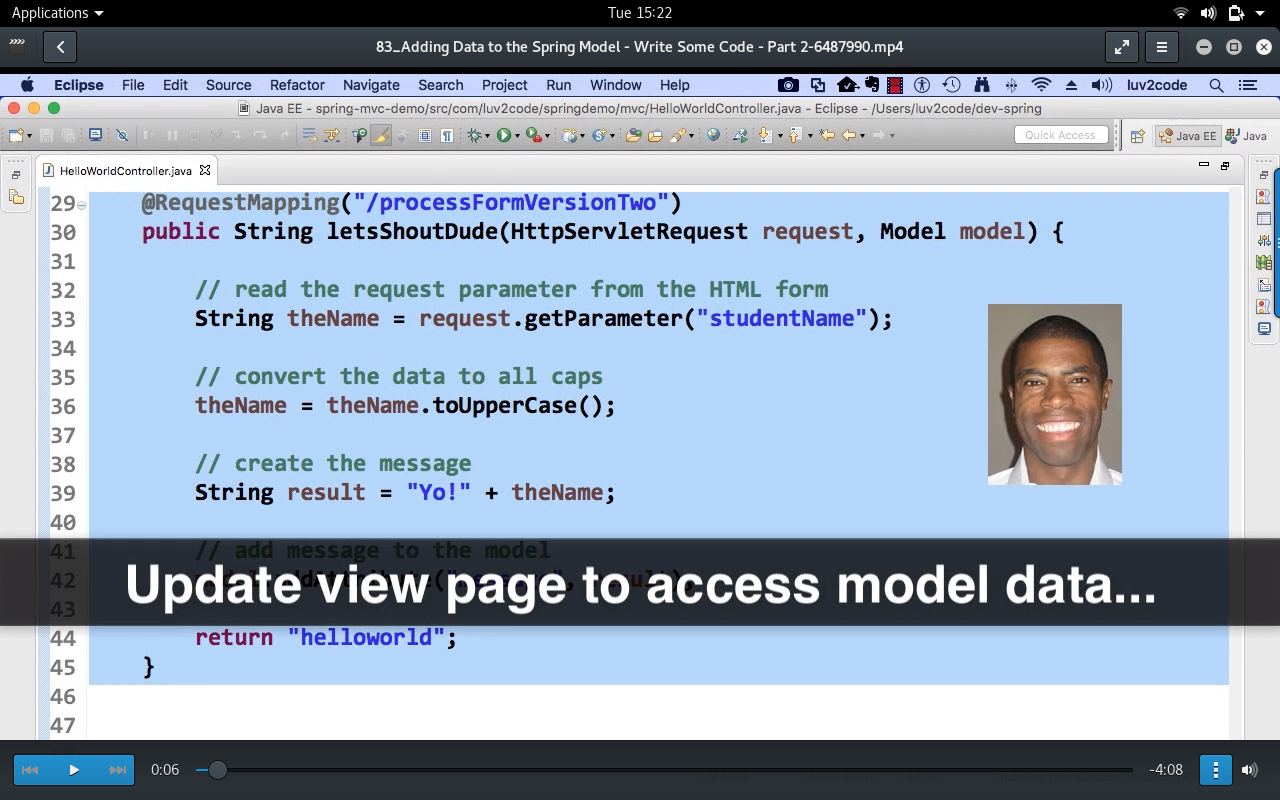 Applications
Tue 15:22
83_Adding Data to the Spring Model - Write Some Code - Part 2-6487990.mp4
Eclipse File Edit Source Refactor Navigate Search Project Run Window Help luv2code
Java EE - spring-mvc-demo/src/com/luv2code/springdemo/mvc/HelloWorldController.java - Eclipse - /Users/luv2code/dev-spring
Quick Access Java EE Java
HelloWorldController.java
29 @RequestMapping("/processFormVersionTwo")
30 public String letsShoutDude(HttpServletRequest request, Model model) {
31
32 // read the request parameter from the HTML form
33 String theName = request.getParameter("studentName");
34
35 // convert the data to all caps
36 theName = theName.toUpperCase();
37
38 // create the message
39 String result = "Yo!" + theName;
40
41 // add message to the model
42
Update view page to access model data...
43
44 return "helloworld";
45 }
46
47
0:06 -4:08